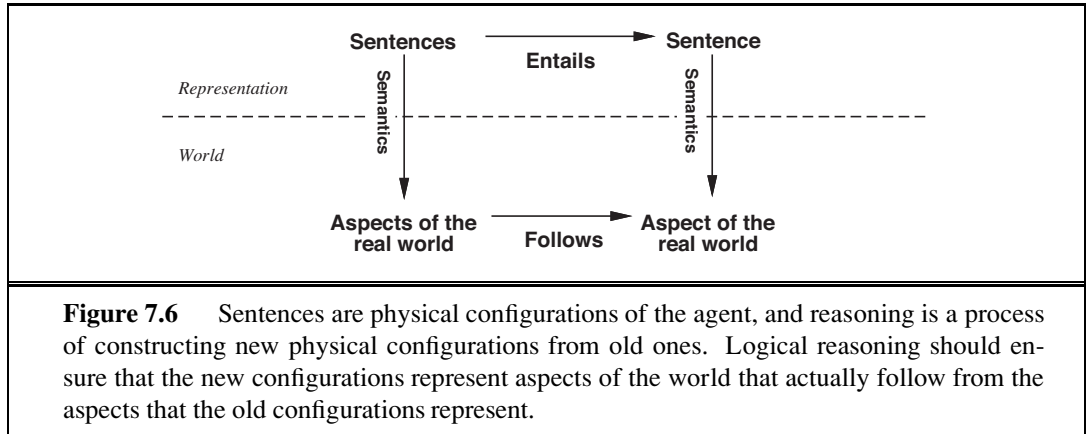 Sentences Sentence
Entails
Semantics Semantics
Representation
World
Aspects of the real world Aspect of the real world
Follows
Figure 7.6 Sentences are physical configurations of the agent, and reasoning is a process
of constructing new physical configurations from old ones. Logical reasoning should en-
sure that the new configurations represent aspects of the world that actually follow from the
aspects that the old configurations represent.